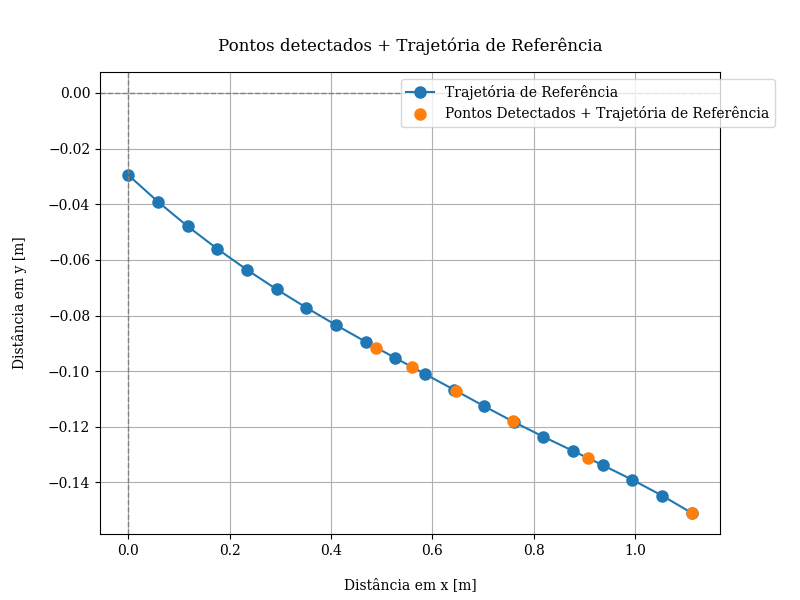 Pontos detectados + Trajetória de Referência
Trajetória de Referência
Pontos Detectados + Trajetória de Referência
0.00
−0.02
−0.04
−0.06
−0.08
−0.10
−0.12
−0.14
Distância em y [m]
0.0 0.2 0.4 0.6 0.8 1.0
Distância em x [m]